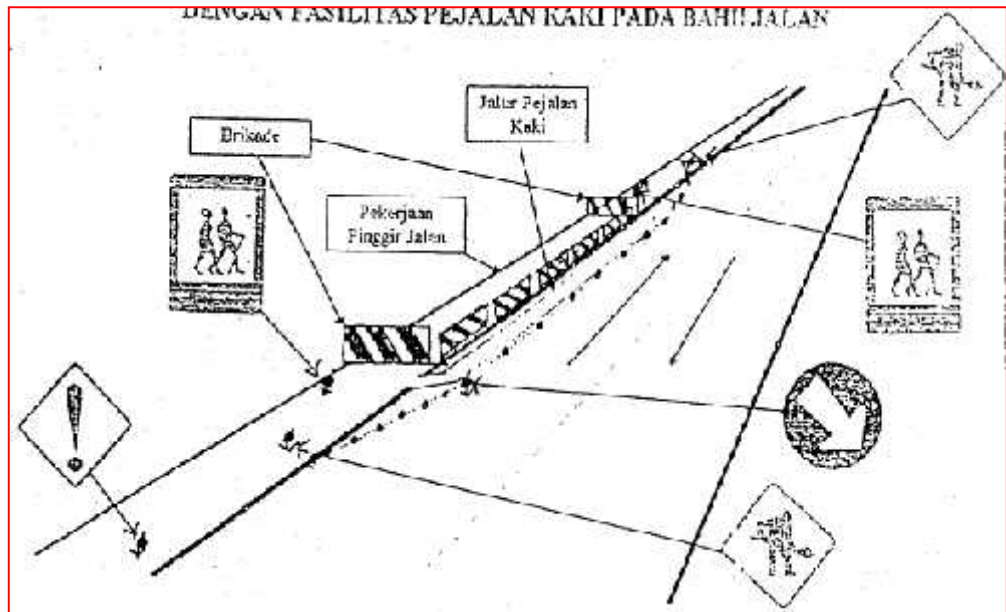 DENGAN FASILITAS PEJALAN KAKI PADA BAHU JALAN
Jalur Pejalan
Kaki
Brikade
Pekerjaan
Pinggir Jalan
!